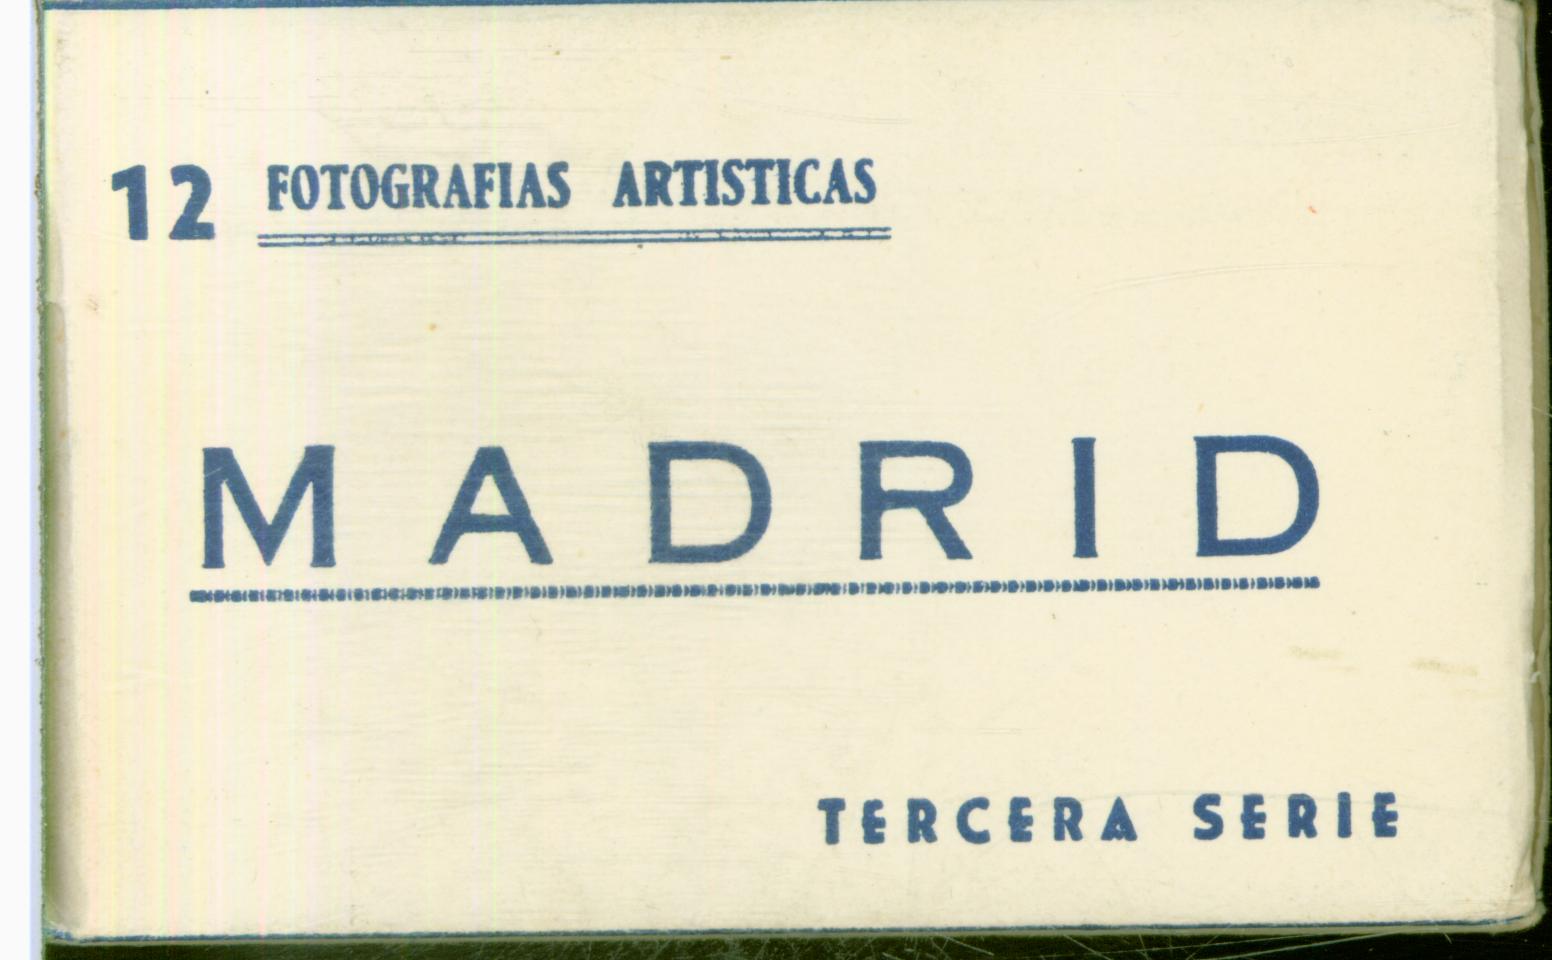 12 FOTOGRAFIAS ARTISTICAS
MADRID
TERCERA SERIE